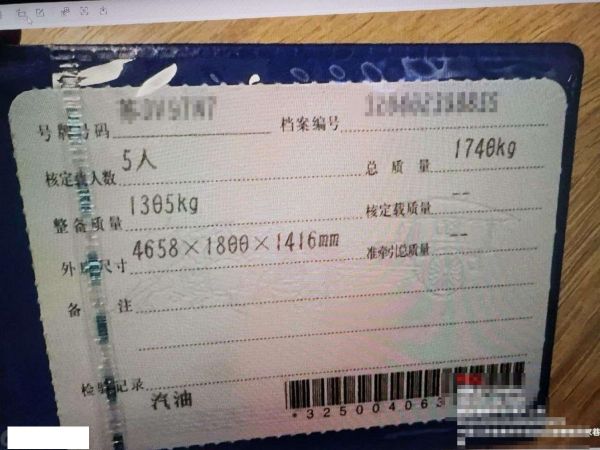 号牌号码
档案编号
核定载人数 5人 总质量 1740kg
整备质量 1305kg 核定载质量 --
外廓尺寸 4658×1800×1416mm 准牵引总质量 --
备注
检验记录
汽油
*325004063